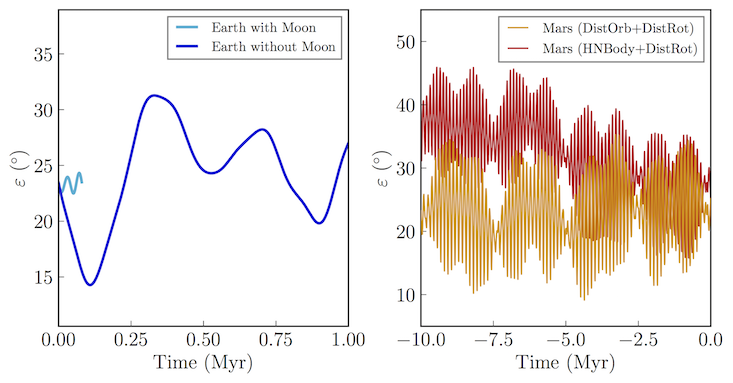 Earth with Moon
Earth without Moon
35
30
25
20
15
ε (°)
0.00 0.25 0.50 0.75 1.00
Time (Myr)
Mars (DistOrb+DistRot)
Mars (HNBody+DistRot)
50
40
30
20
10
ε (°)
−10.0 −7.5 −5.0 −2.5 0.0
Time (Myr)